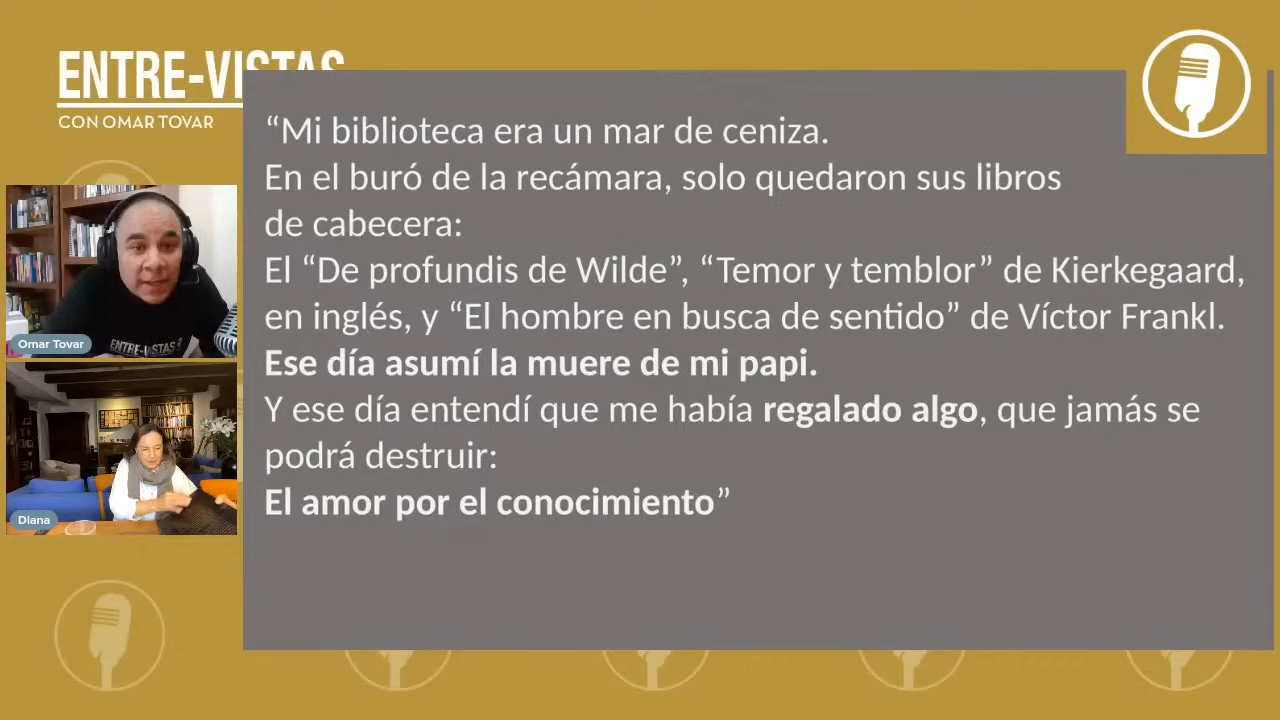 ENTRE-VISTAS
CON OMAR TOVAR
“Mi biblioteca era un mar de ceniza.
En el buró de la recámara, solo quedaron sus libros
de cabecera:
El “De profundis de Wilde”, “Temor y temblor” de Kierkegaard,
en inglés, y “El hombre en busca de sentido” de Víctor Frankl.
Ese día asumí la muere de mi papi.
Y ese día entendí que me había regalado algo, que jamás se
podrá destruir:
El amor por el conocimiento”
Omar Tovar
ENTRE-VISTAS
Diana